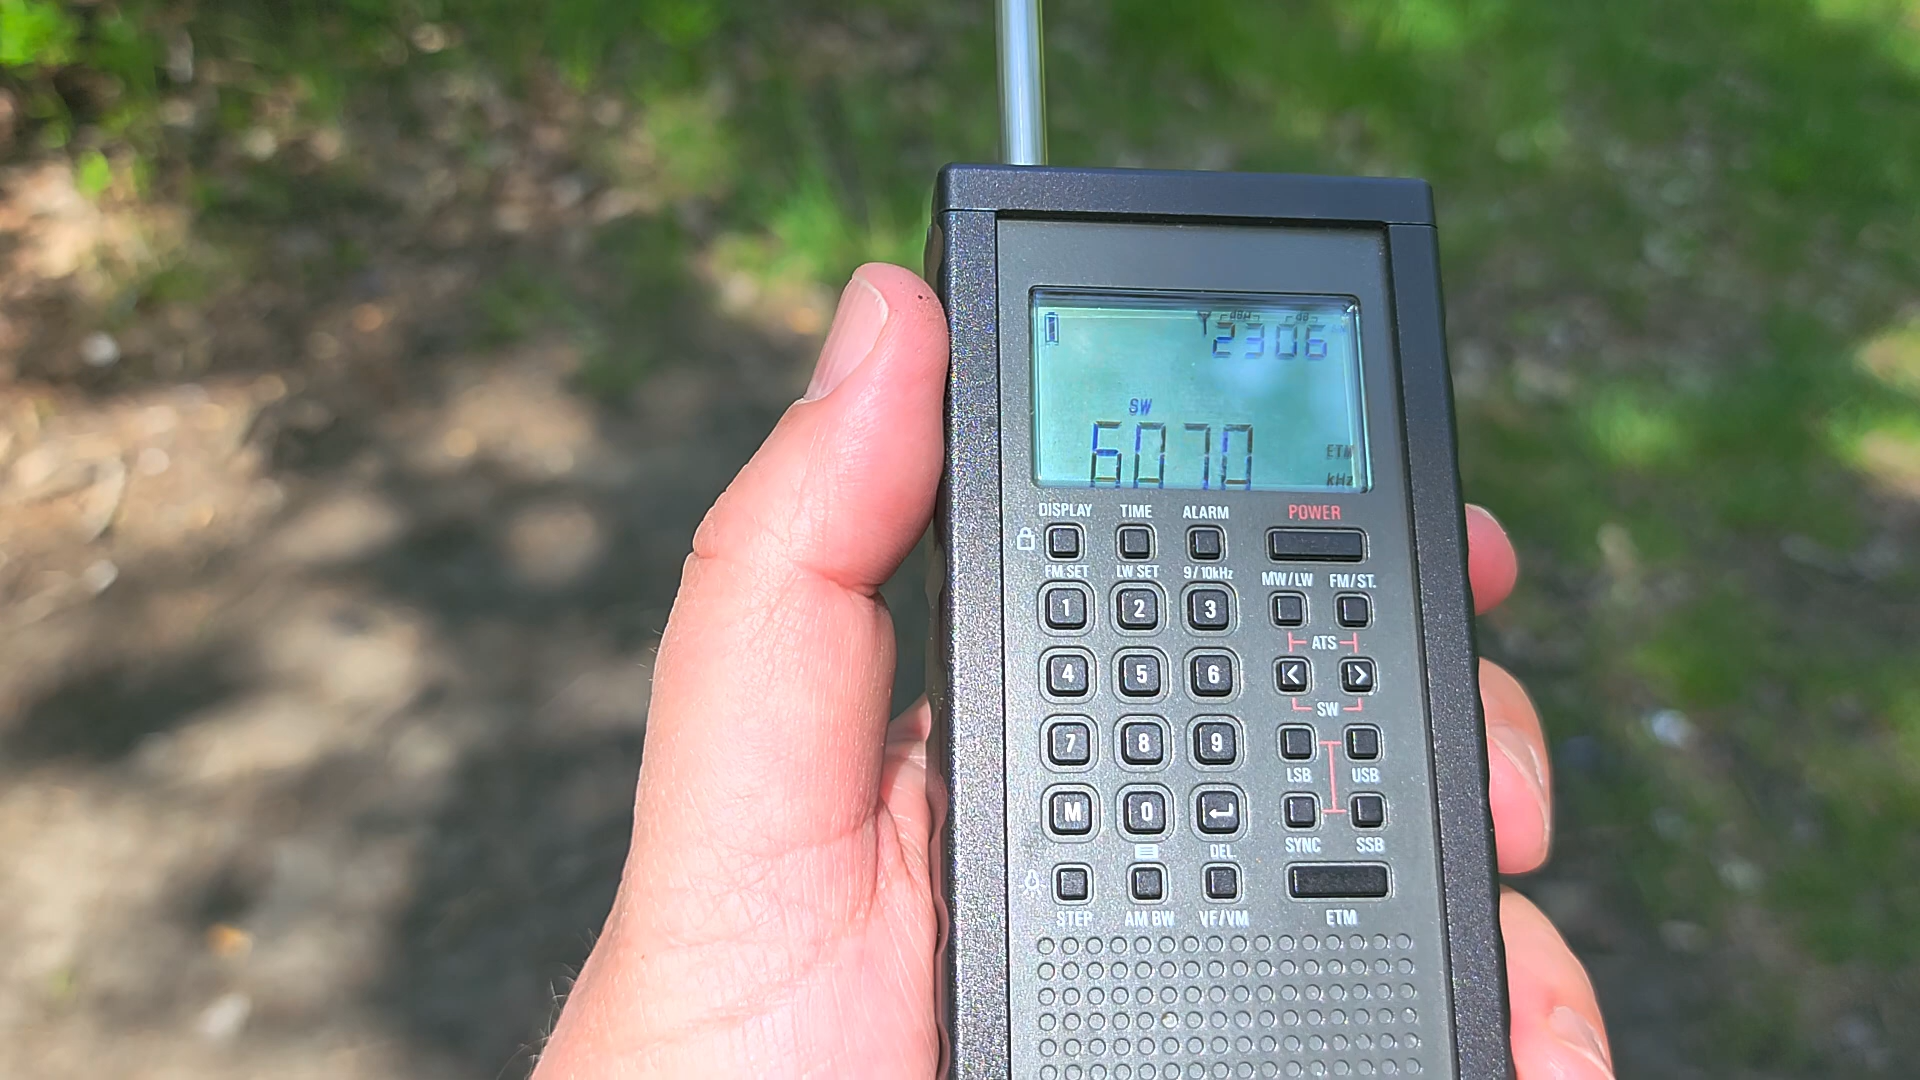 dBµ dB
2306
SW
6070
ETM
kHz
DISPLAY TIME ALARM POWER
FM SET LW SET 9/10kHz MW/LW FM/ST.
1 2 3
ATS
4 5 6 < >
SW
7 8 9
LSB USB
M 0
DEL SYNC SSB
STEP AM BW VF/VM ETM